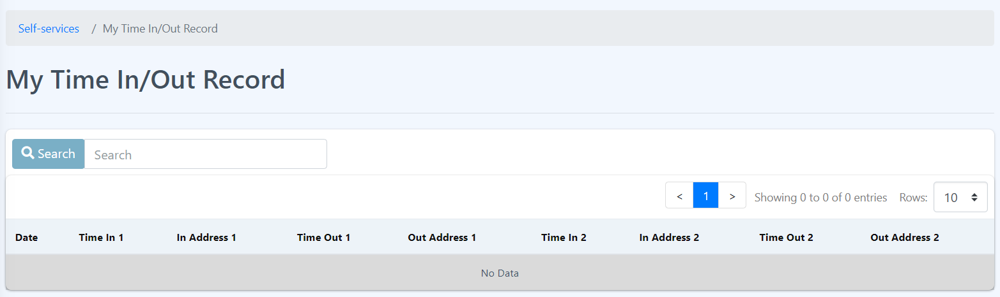 Self-services / My Time In/Out Record
My Time In/Out Record
Search Search
< 1 > Showing 0 to 0 of 0 entries Rows: 10
Date Time In 1 In Address 1 Time Out 1 Out Address 1 Time In 2 In Address 2 Time Out 2 Out Address 2
No Data